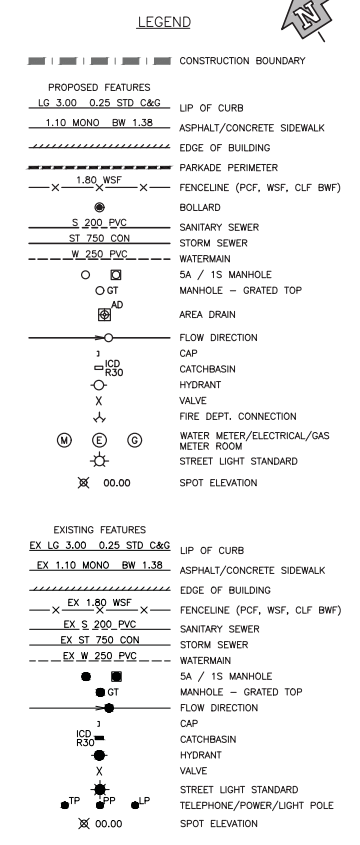 N
LEGEND
CONSTRUCTION BOUNDARY
PROPOSED FEATURES
LG 3.00 0.25 STD C&G LIP OF CURB
1.10 MONO BW 1.38 ASPHALT/CONCRETE SIDEWALK
EDGE OF BUILDING
PARKADE PERIMETER
1.80 WSF FENCELINE (PCF, WSF, CLF BWF)
BOLLARD
S 200 PVC SANITARY SEWER
ST 750 CON STORM SEWER
W 250 PVC WATERMAIN
5A / 1S MANHOLE
GT MANHOLE – GRATED TOP
AD AREA DRAIN
FLOW DIRECTION
CAP
ICD
R30 CATCHBASIN
HYDRANT
VALVE
FIRE DEPT. CONNECTION
M E G WATER METER/ELECTRICAL/GAS
METER ROOM
STREET LIGHT STANDARD
00.00 SPOT ELEVATION
EXISTING FEATURES
EX LG 3.00 0.25 STD C&G LIP OF CURB
EX 1.10 MONO BW 1.38 ASPHALT/CONCRETE SIDEWALK
EDGE OF BUILDING
EX 1.80 WSF FENCELINE (PCF, WSF, CLF BWF)
EX S 200 PVC SANITARY SEWER
EX ST 750 CON STORM SEWER
EX W 250 PVC WATERMAIN
5A / 1S MANHOLE
GT MANHOLE – GRATED TOP
FLOW DIRECTION
CAP
ICD
R30 CATCHBASIN
HYDRANT
VALVE
STREET LIGHT STANDARD
TP PP LP TELEPHONE/POWER/LIGHT POLE
00.00 SPOT ELEVATION